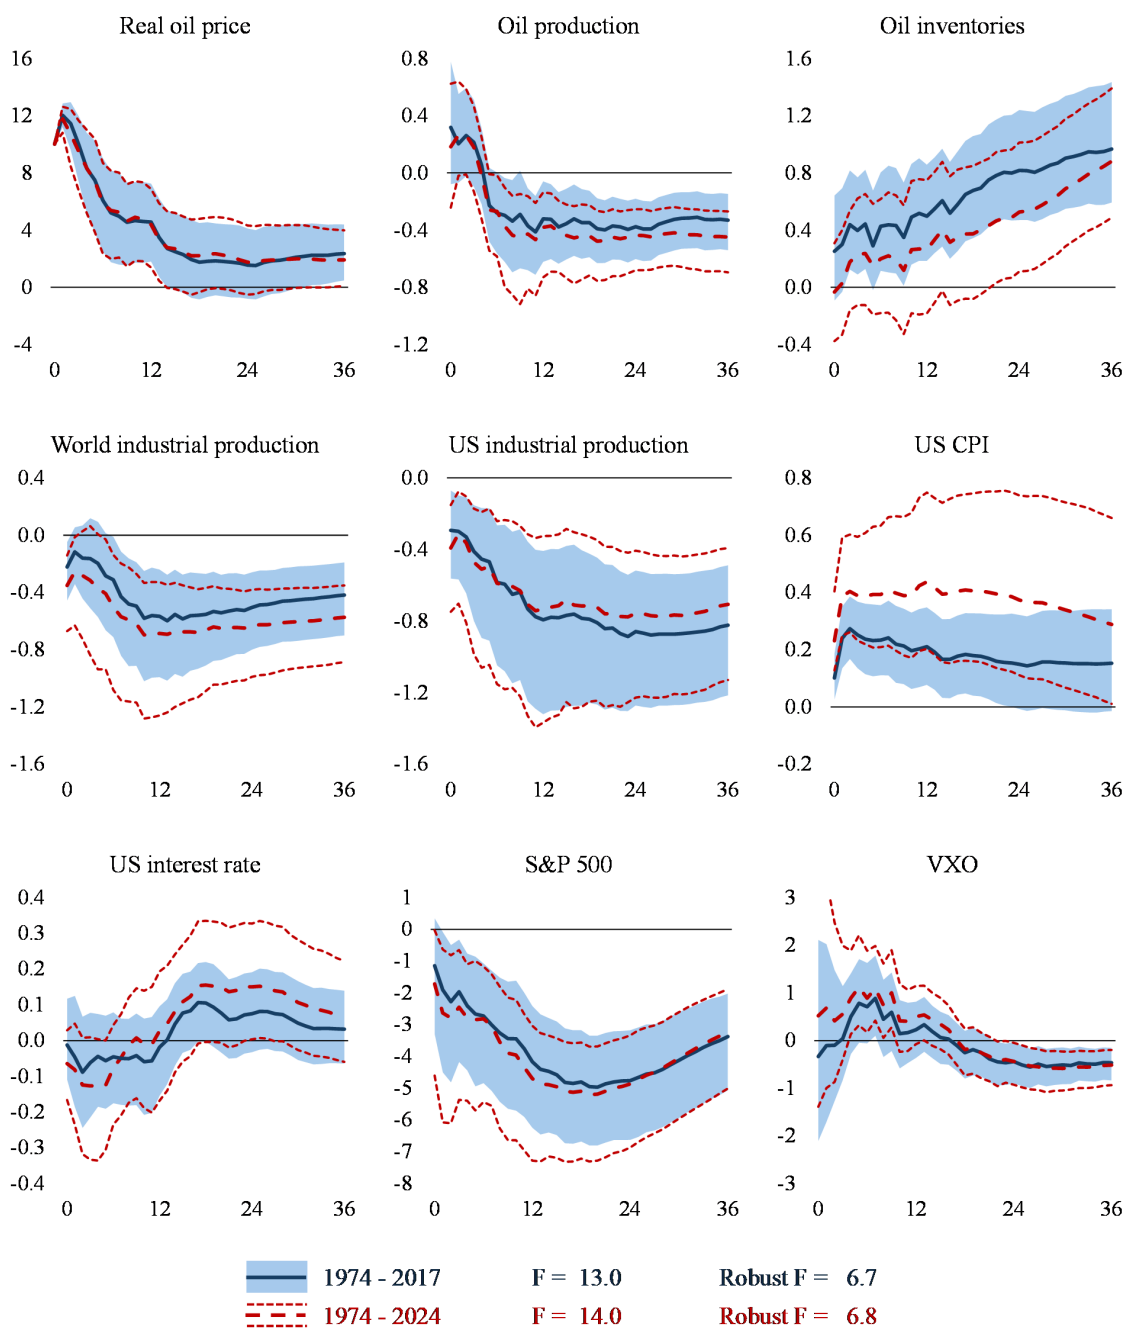 Real oil price Oil production Oil inventories
16 0.8 1.6
12 0.4 1.2
8 0.0 0.8
4 -0.4 0.4
0 -0.8 0.0
-4 -1.2 -0.4
0 12 24 36 0 12 24 36 0 12 24 36
World industrial production US industrial production US CPI
0.4 0.0 0.8
0.0 0.6
-0.4 -0.4 0.4
-0.8 -0.8 0.2
-1.2 -1.2 0.0
-1.6 -1.6 -0.2
0 12 24 36 0 12 24 36 0 12 24 36
US interest rate S&P 500 VXO
0.4 1 3
0.3 0
0.2 -1 2
0.1 -2 1
-3
0.0 -4 0
-0.1 -5 -1
-0.2 -6 -2
-0.3 -7
-0.4 -8 -3
0 12 24 36 0 12 24 36 0 12 24 36
1974 - 2017 F = 13.0 Robust F = 6.7
1974 - 2024 F = 14.0 Robust F = 6.8